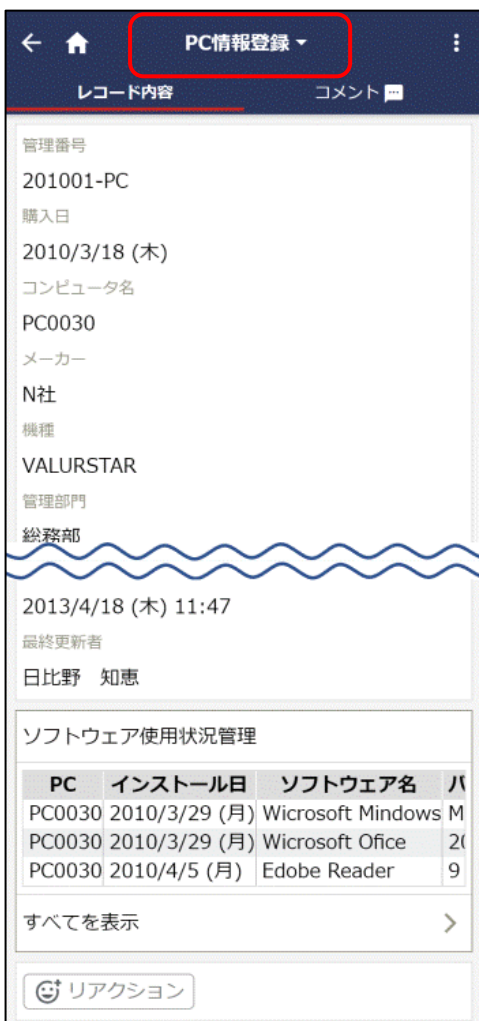 PC情報登録
レコード内容 コメント
管理番号
201001-PC
購入日
2010/3/18 (木)
コンピュータ名
PC0030
メーカー
N社
機種
VALURSTAR
管理部門
総務部
2013/4/18 (木) 11:47
最終更新者
日比野 知恵
ソフトウェア使用状況管理
PC インストール日 ソフトウェア名 バ
PC0030 2010/3/29 (月) Wicrosoft Mindows M
PC0030 2010/3/29 (月) Wicrosoft Ofice 20
PC0030 2010/4/5 (月) Edobe Reader 9
すべてを表示
リアクション